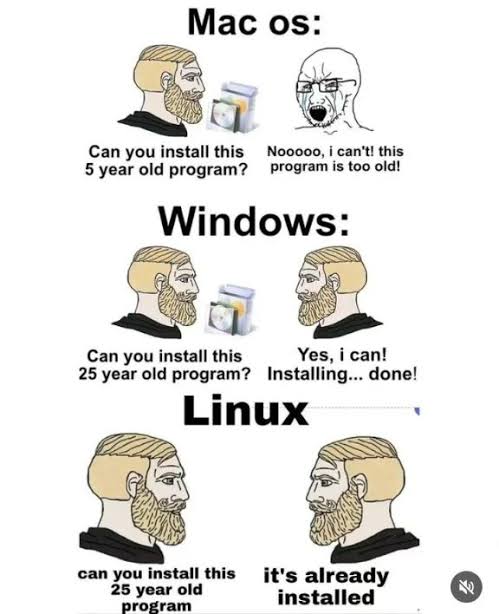 Mac os:
Can you install this
5 year old program?
Nooooo, i can't! this
program is too old!
Windows:
Can you install this
25 year old program?
Yes, i can!
Installing... done!
Linux
can you install this
25 year old
program
it's already
installed